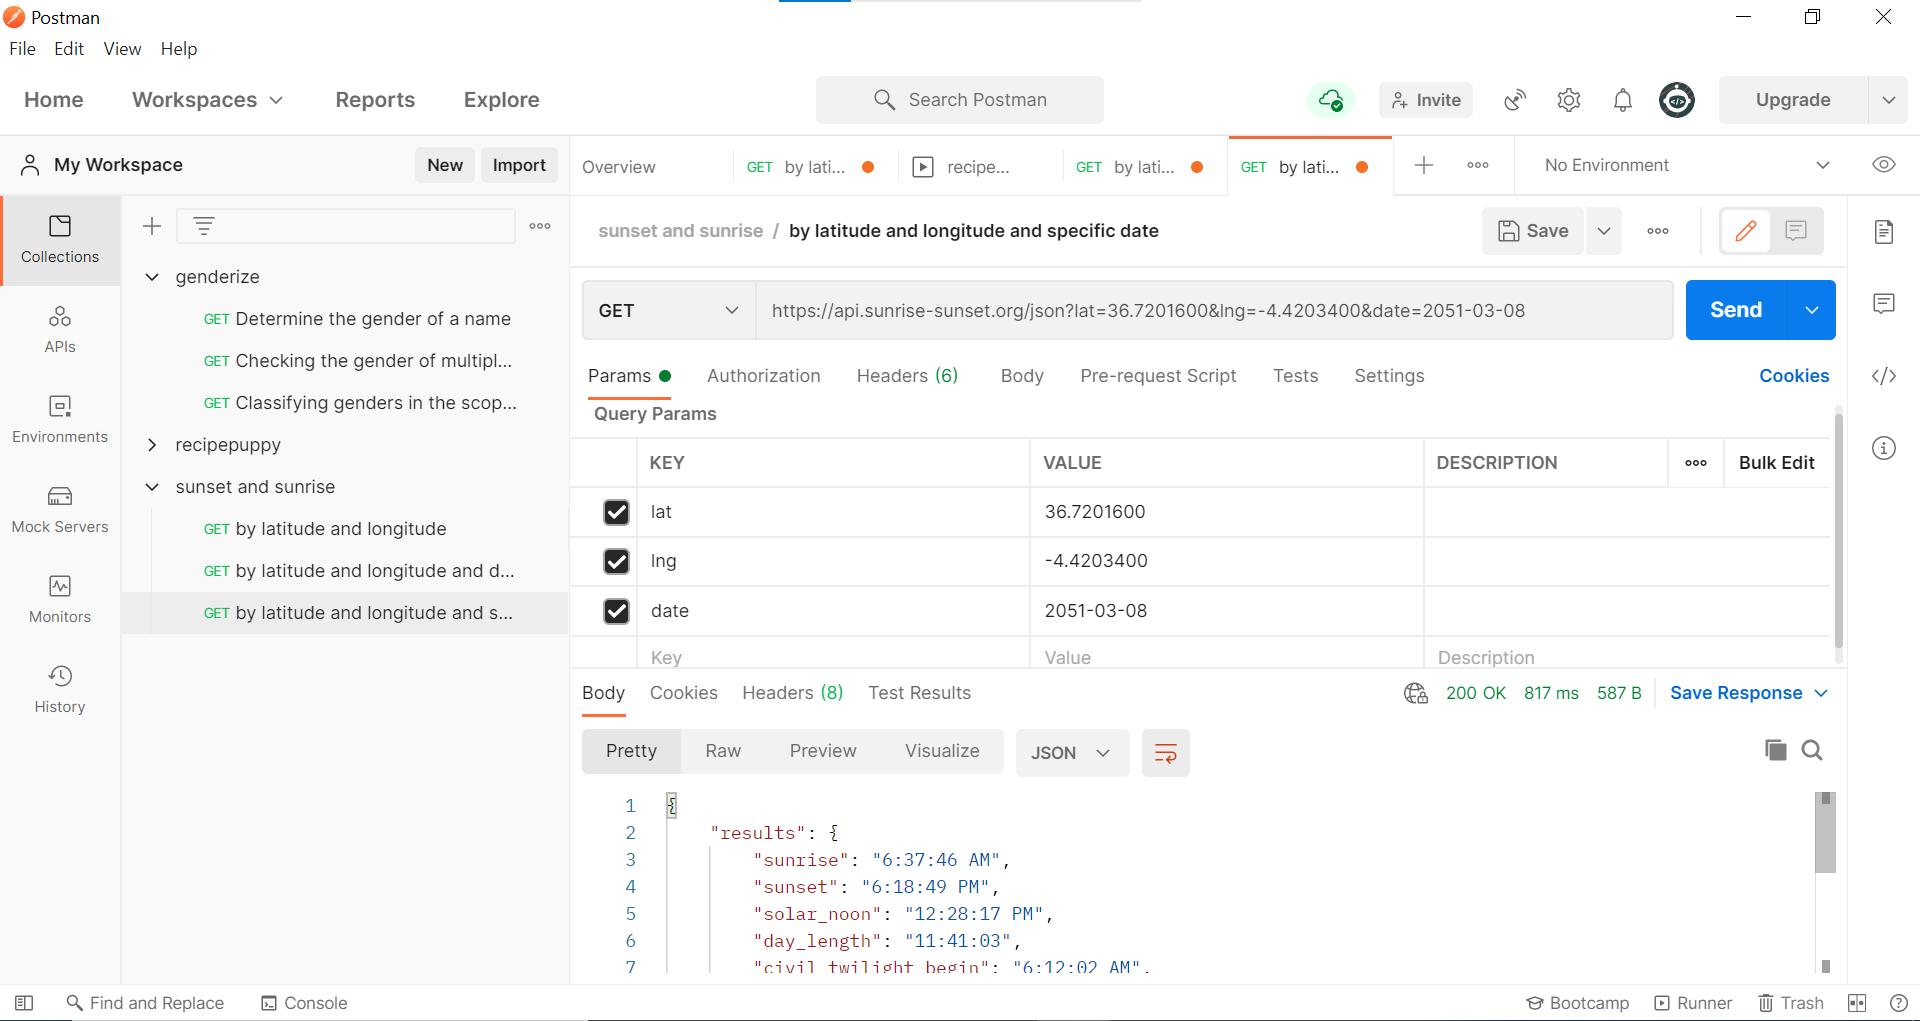 Postman
File Edit View Help
Home Workspaces Reports Explore Search Postman Invite Upgrade
My Workspace New Import Overview GET by lati... recipe... GET by lati... GET by lati... No Environment
sunset and sunrise / by latitude and longitude and specific date Save
Collections
genderize
GET Determine the gender of a name
GET Checking the gender of multipl...
GET Classifying genders in the scop...
recipepuppy
sunset and sunrise
GET by latitude and longitude
GET by latitude and longitude and d...
GET by latitude and longitude and s...
APIs
Environments
Mock Servers
Monitors
History
GET https://api.sunrise-sunset.org/json?lat=36.7201600&lng=-4.4203400&date=2051-03-08 Send
Params Authorization Headers (6) Body Pre-request Script Tests Settings Cookies
Query Params
KEY VALUE DESCRIPTION Bulk Edit
lat 36.7201600
lng -4.4203400
date 2051-03-08
Key Value Description
Body Cookies Headers (8) Test Results 200 OK 817 ms 587 B Save Response
Pretty Raw Preview Visualize JSON
1 {
2 "results": {
3 "sunrise": "6:37:46 AM",
4 "sunset": "6:18:49 PM",
5 "solar_noon": "12:28:17 PM",
6 "day_length": "11:41:03",
7 "civil_twilight_begin": "6:12:02 AM",
Find and Replace Console Bootcamp Runner Trash